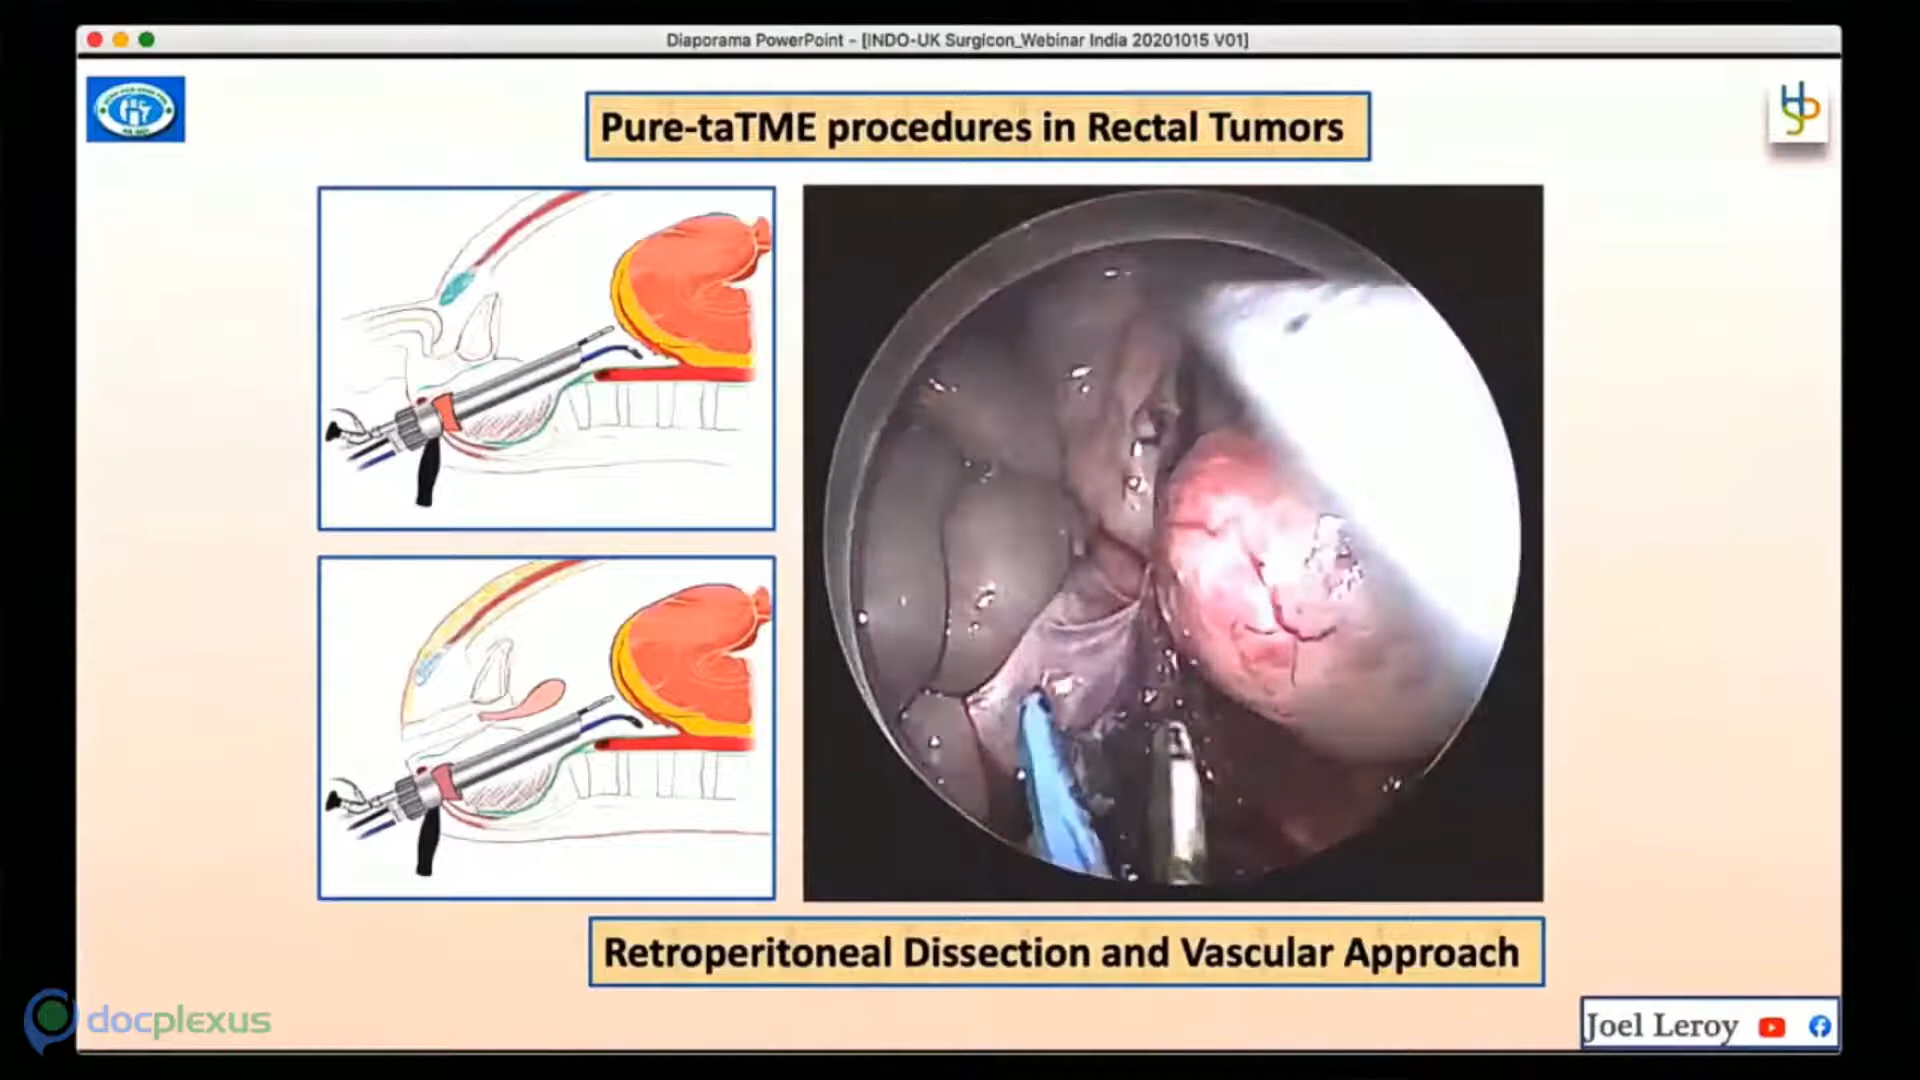 Diaporama PowerPoint - [INDO-UK Surgicon_Webinar India 20201015 V01]
Pure-taTME procedures in Rectal Tumors
Retroperitoneal Dissection and Vascular Approach
docplexus
Joel Leroy